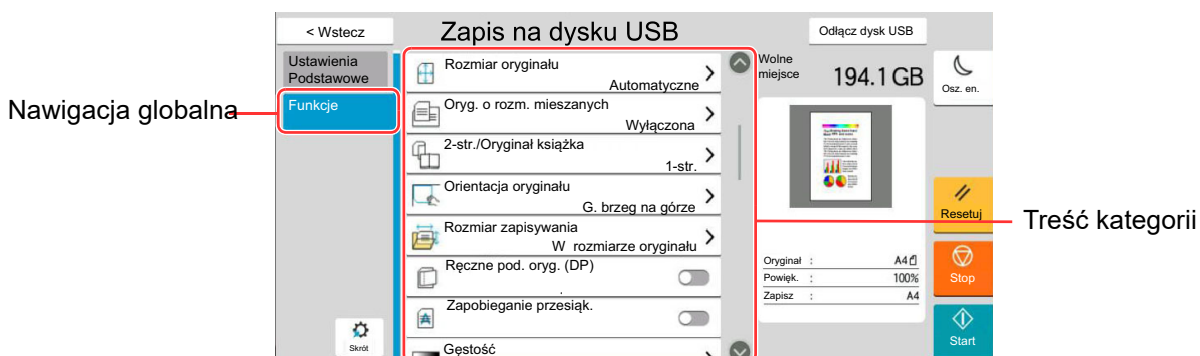 < Wstecz
Zapis na dysku USB
Odłącz dysk USB
Ustawienia
Podstawowe
Funkcje
Nawigacja globalna
Rozmiar oryginału
Automatyczne
Oryg. o rozm. mieszanych
Wyłączona
2-str./Oryginał książka
1-str.
Orientacja oryginału
G. brzeg na górze
Rozmiar zapisywania
W rozmiarze oryginału
Ręczne pod. oryg. (DP)
.
Zapobieganie przesiąk.
Gęstość
Skrót
Wolne
miejsce
194.1 GB
Oryginał : A4
Powięk. : 100%
Zapisz : A4
Osz. en.
Resetuj
Stop
Start
Treść kategorii